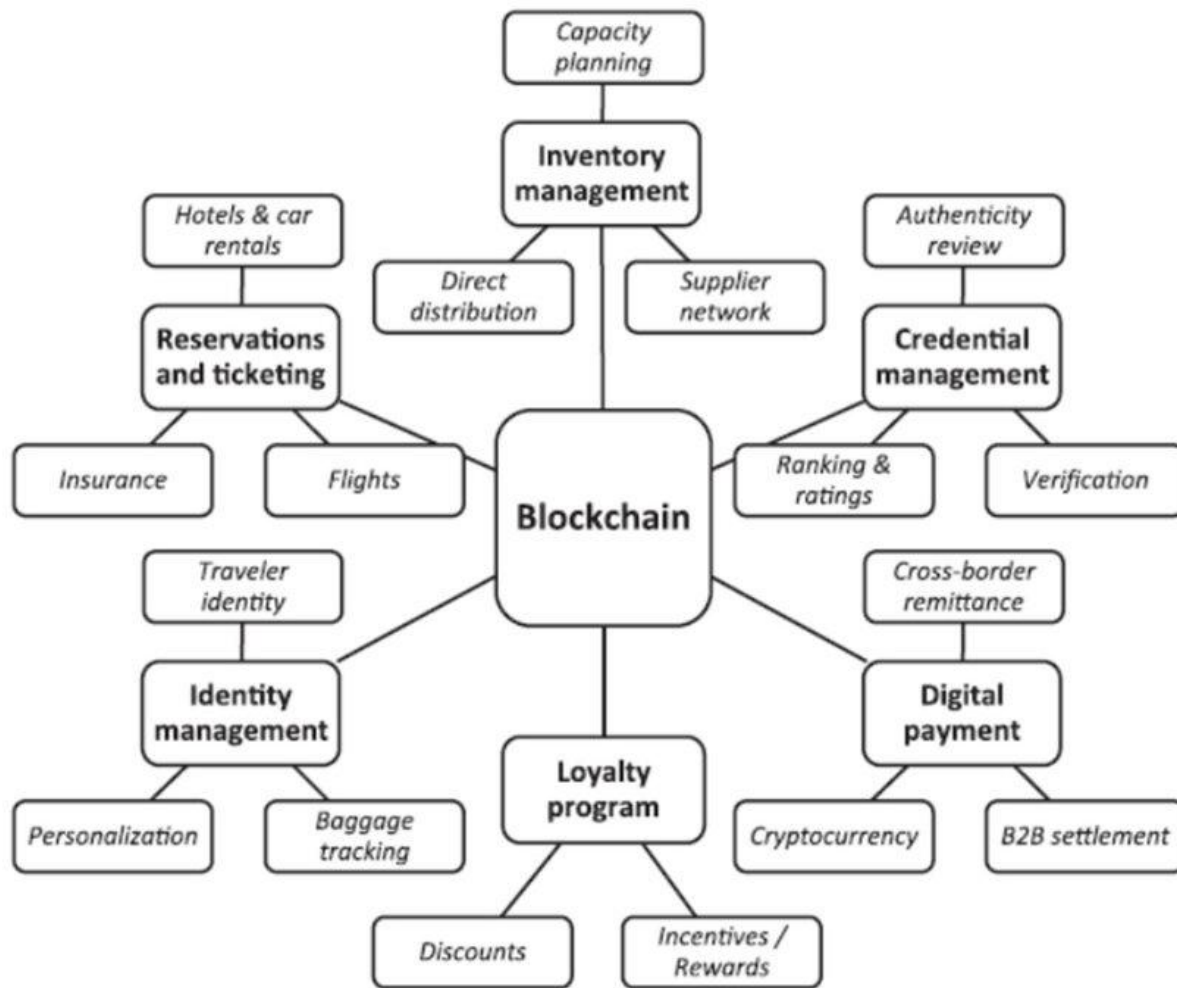 Capacity
planning
Inventory
management
Direct
distribution
Supplier
network
Hotels & car
rentals
Reservations
and ticketing
Insurance
Flights
Authenticity
review
Credential
management
Ranking &
ratings
Verification
Blockchain
Traveler
identity
Identity
management
Personalization
Baggage
tracking
Loyalty
program
Discounts
Incentives /
Rewards
Cross-border
remittance
Digital
payment
Cryptocurrency
B2B settlement